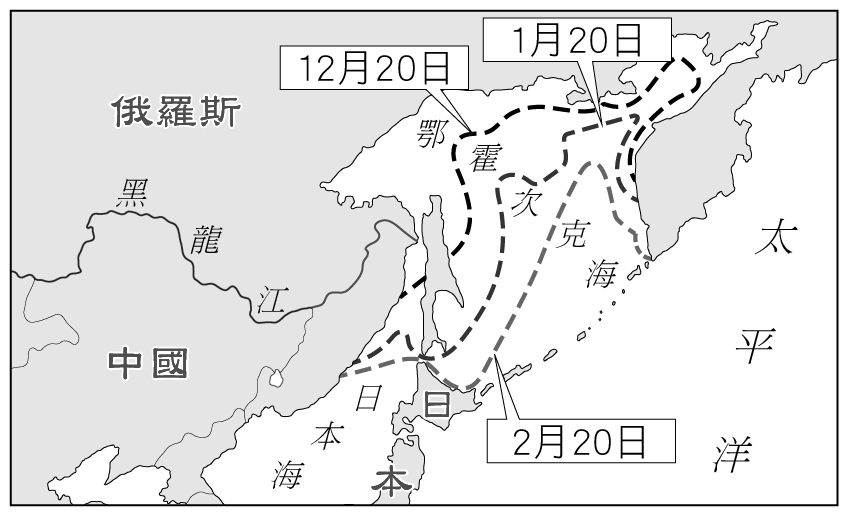 1月20日
12月20日
俄羅斯
鄂霍次克海
黑龍江
太平洋
中國
日本海
日本
2月20日